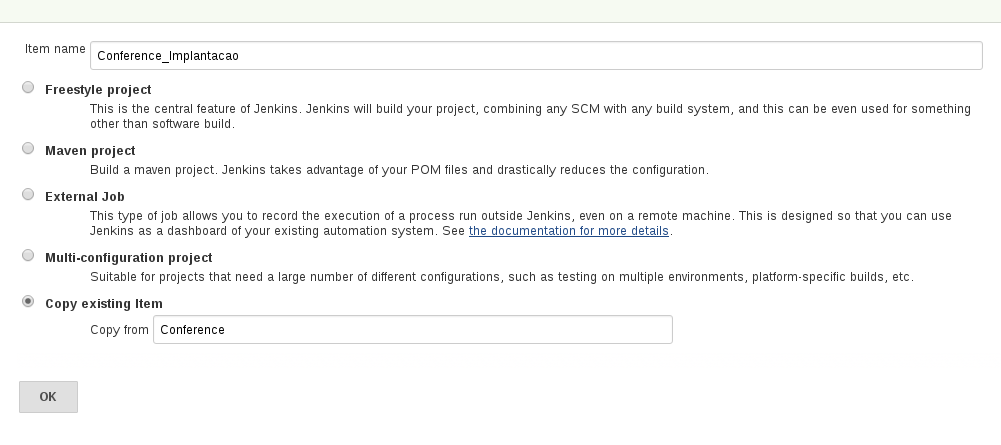 Item name Conference_Implantacao
Freestyle project
This is the central feature of Jenkins. Jenkins will build your project, combining any SCM with any build system, and this can be even used for something
other than software build.
Maven project
Build a maven project. Jenkins takes advantage of your POM files and drastically reduces the configuration.
External Job
This type of job allows you to record the execution of a process run outside Jenkins, even on a remote machine. This is designed so that you can use
Jenkins as a dashboard of your existing automation system. See the documentation for more details.
Multi-configuration project
Suitable for projects that need a large number of different configurations, such as testing on multiple environments, platform-specific builds, etc.
Copy existing Item
Copy from Conference
OK